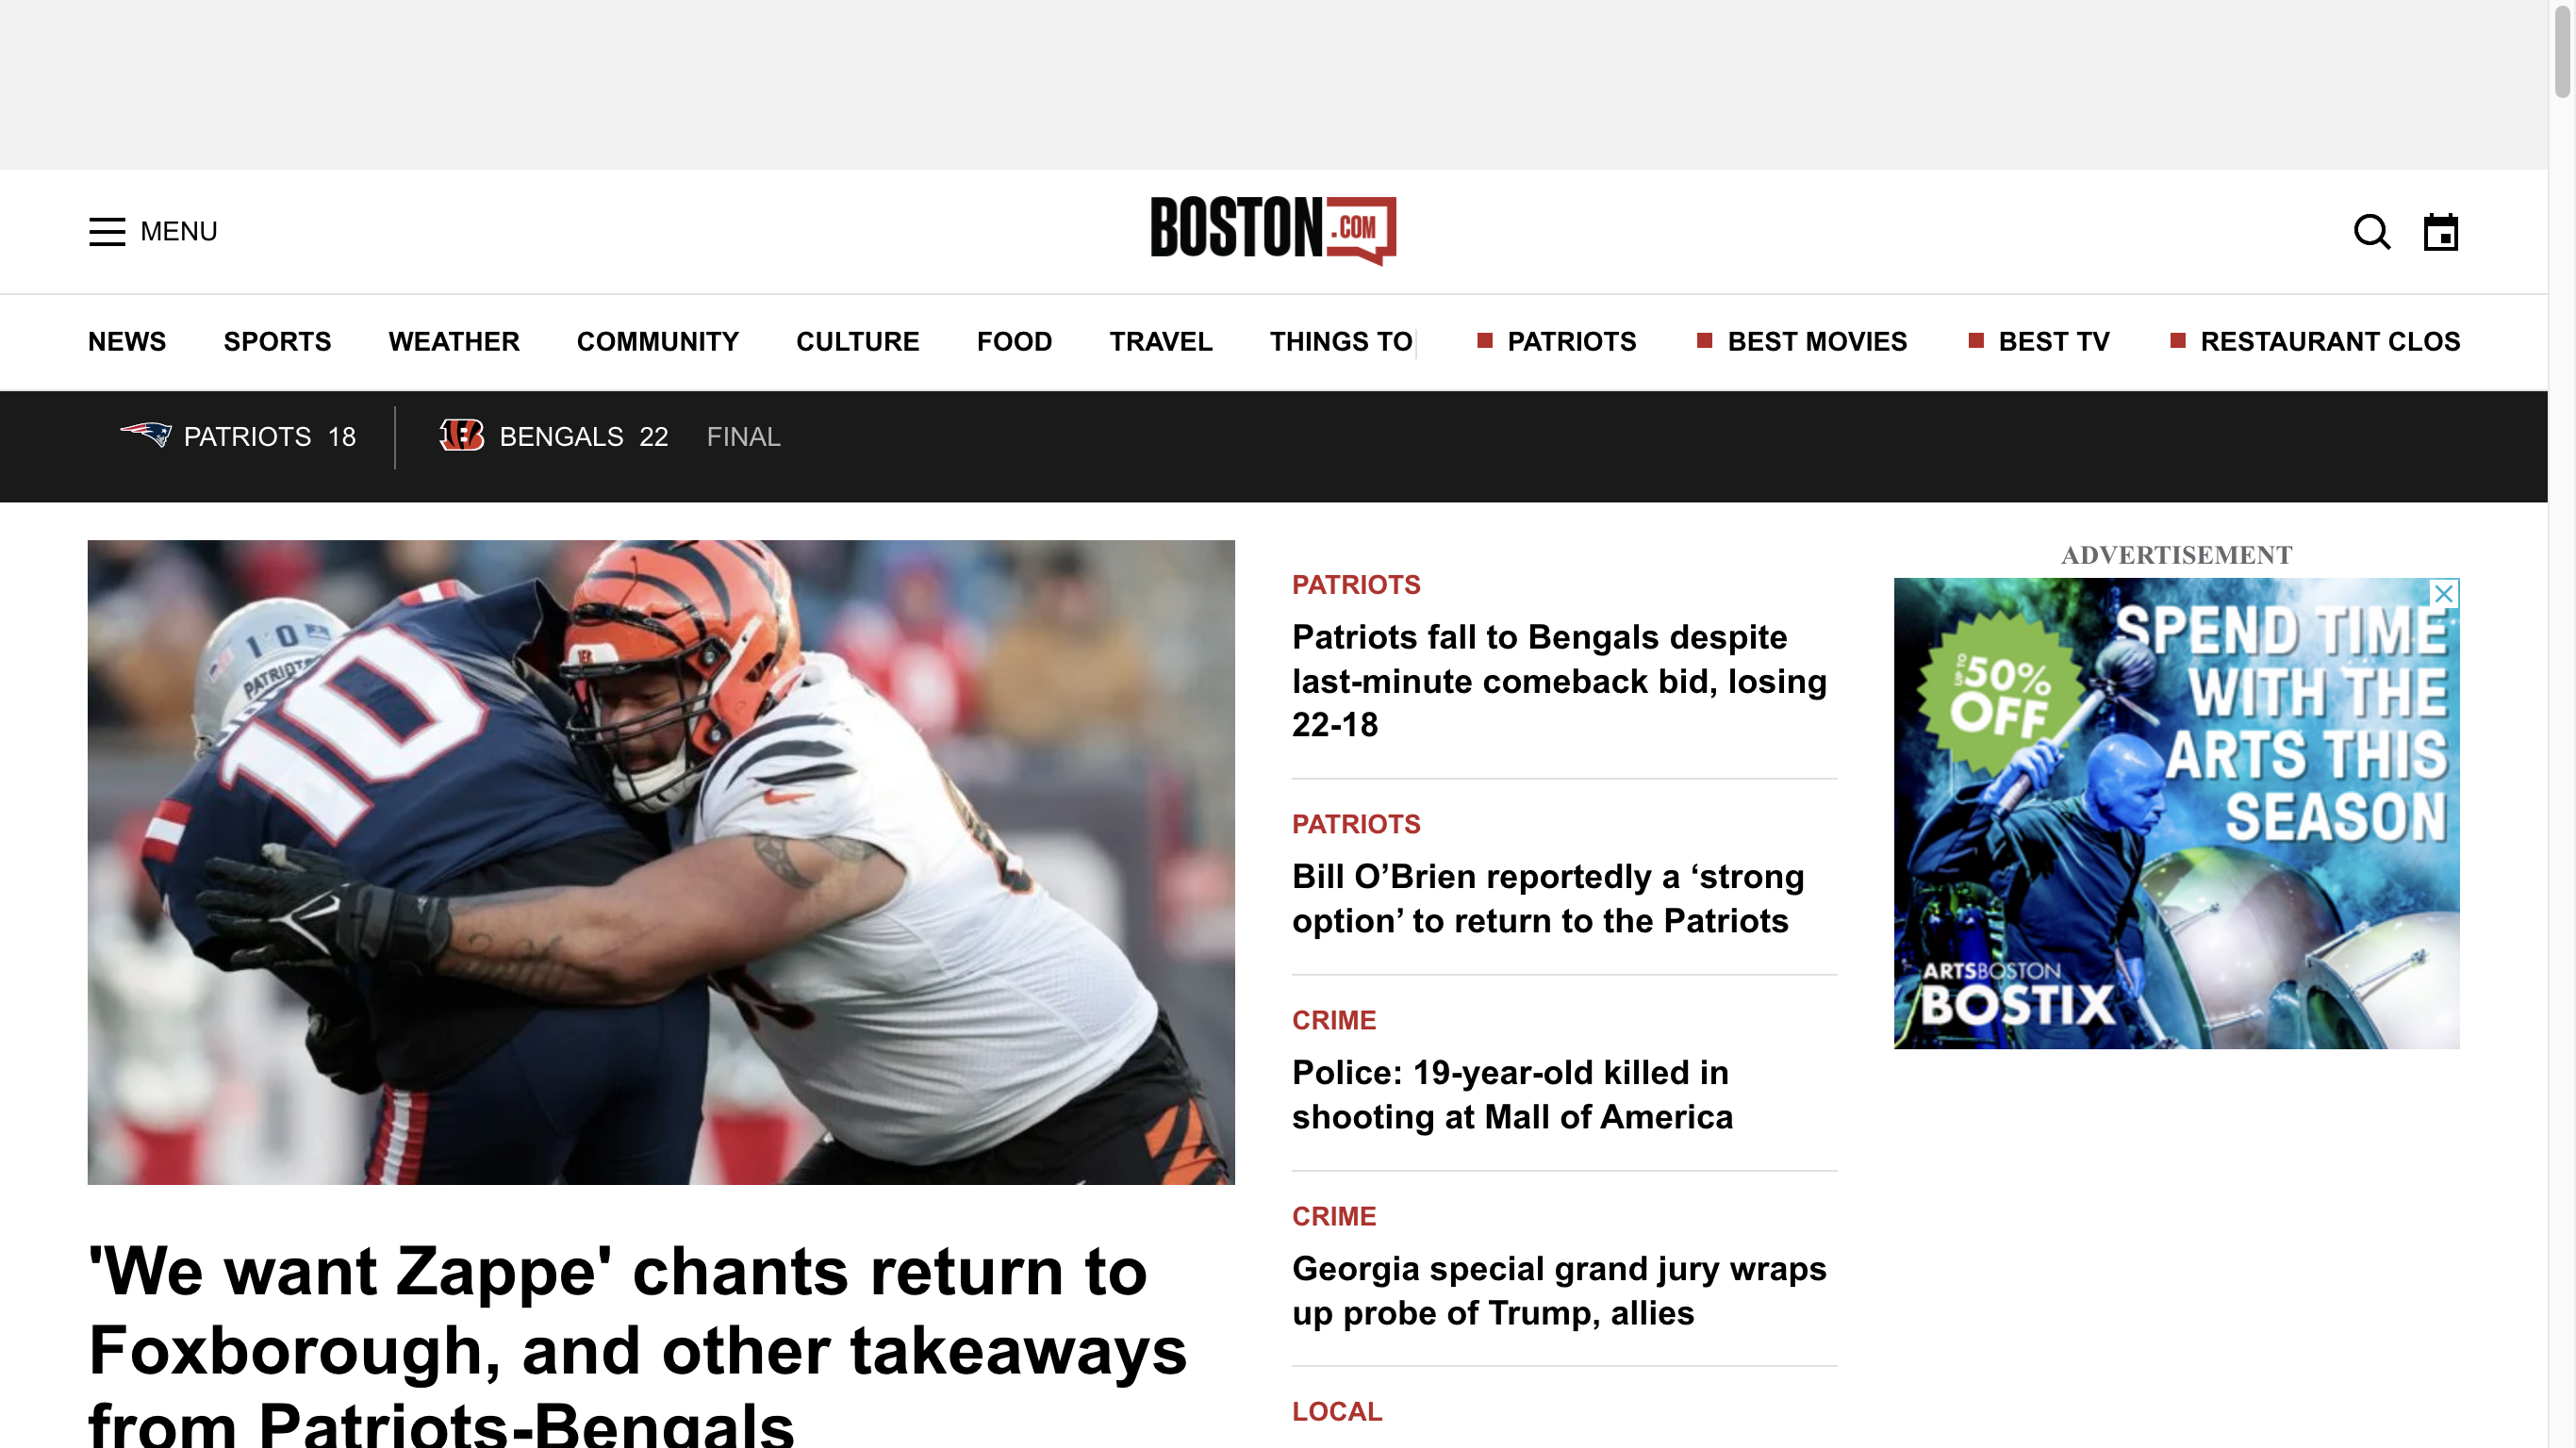 MENU
BOSTON .COM
NEWS SPORTS WEATHER COMMUNITY CULTURE FOOD TRAVEL THINGS TO PATRIOTS BEST MOVIES BEST TV RESTAURANT CLOS
PATRIOTS 18 BENGALS 22 FINAL
10
PATRIOTS
10
PATRIOTS
Patriots fall to Bengals despite
last-minute comeback bid, losing
22-18
PATRIOTS
Bill O’Brien reportedly a ‘strong
option’ to return to the Patriots
CRIME
Police: 19-year-old killed in
shooting at Mall of America
CRIME
Georgia special grand jury wraps
up probe of Trump, allies
LOCAL
ADVERTISEMENT
SPEND TIME
WITH THE
ARTS THIS
SEASON
UP TO
50%
OFF
ARTSBOSTON
BOSTIX
'We want Zappe' chants return to
Foxborough, and other takeaways
from Patriots-Bengals